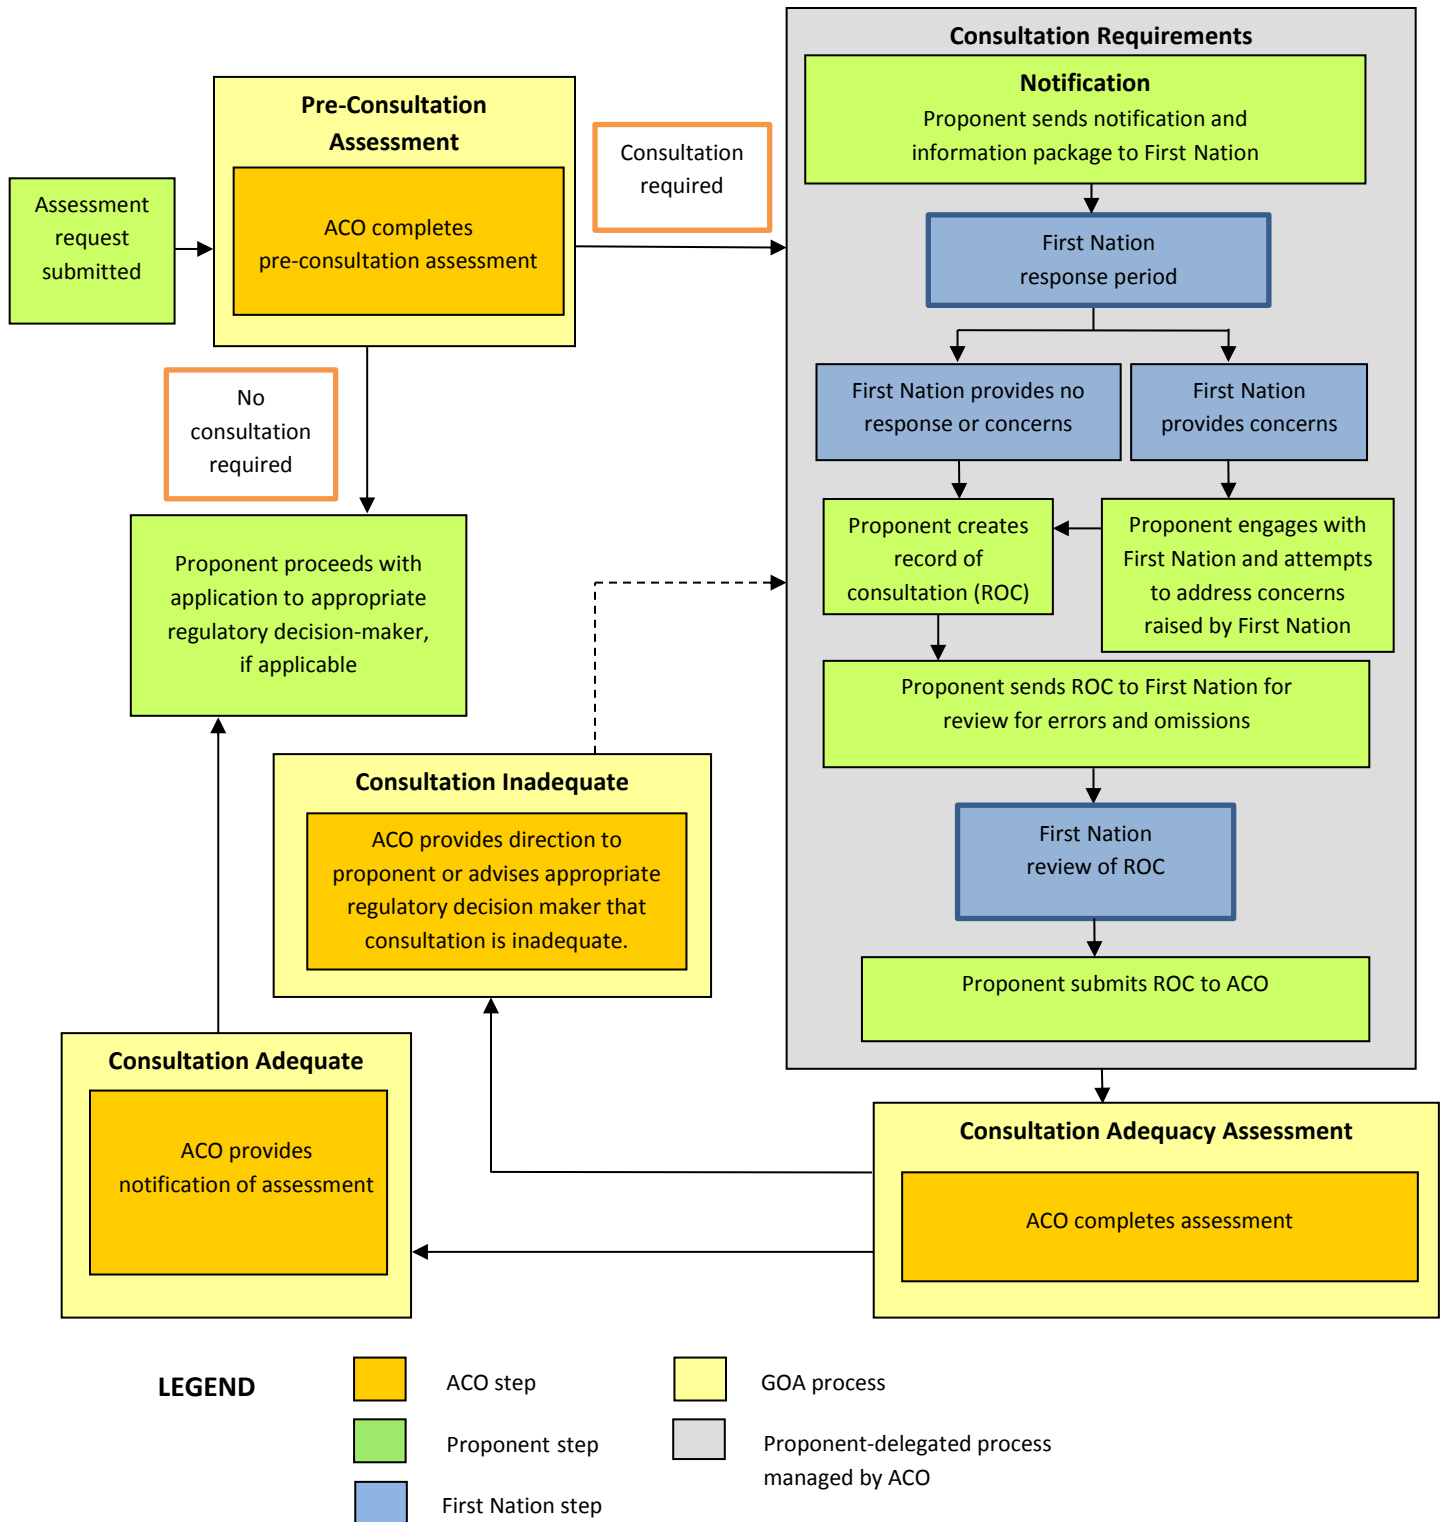 Consultation Requirements
Notification
Proponent sends notification and
information package to First Nation
Pre-Consultation
Assessment
ACO completes
pre-consultation assessment
Consultation
required
Assessment
request
submitted
First Nation
response period
First Nation provides no
response or concerns
First Nation
provides concerns
No
consultation
required
Proponent creates
record of
consultation (ROC)
Proponent engages with
First Nation and attempts
to address concerns
raised by First Nation
Proponent proceeds with
application to appropriate
regulatory decision-maker,
if applicable
Proponent sends ROC to First Nation for
review for errors and omissions
Consultation Inadequate
ACO provides direction to
proponent or advises appropriate
regulatory decision maker that
consultation is inadequate.
First Nation
review of ROC
Proponent submits ROC to ACO
Consultation Adequate
ACO provides
notification of assessment
Consultation Adequacy Assessment
ACO completes assessment
LEGEND
ACO step
GOA process
Proponent step
Proponent-delegated process
managed by ACO
First Nation step